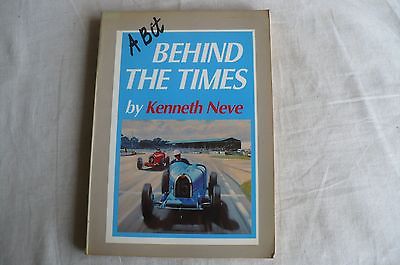 A Bit
BEHIND
THE TIMES
by Kenneth Neve